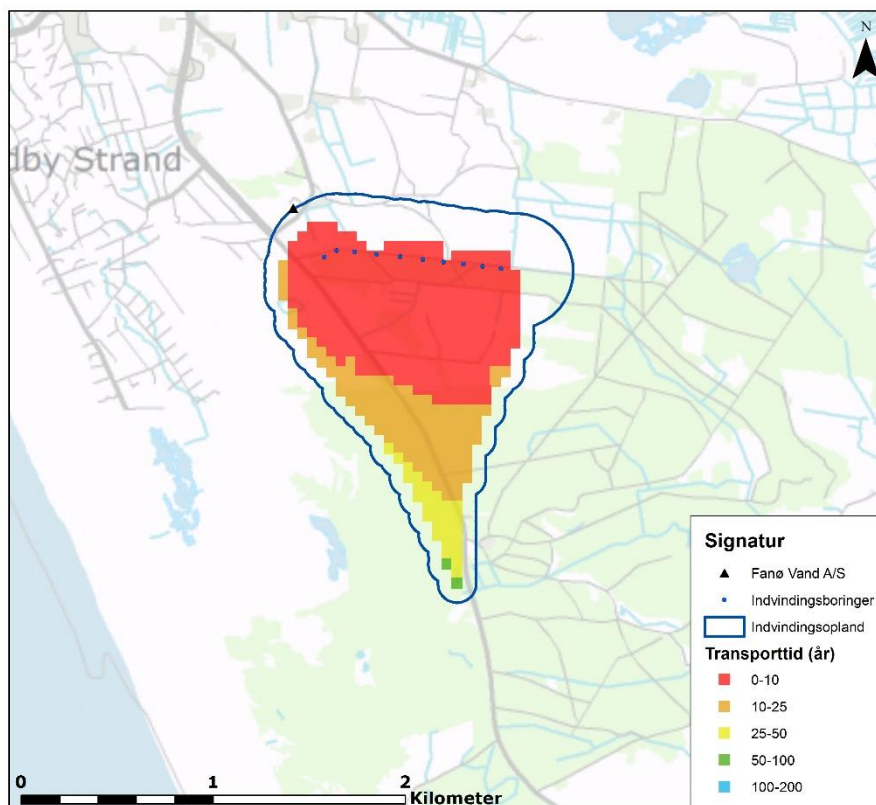 N
dby Strand
Signatur
Fanø Vand A/S
Indvindingsboringer
Indvindingsopland
Transporttid (år)
0-10
10-25
25-50
50-100
100-200
0 1 2
Kilometer